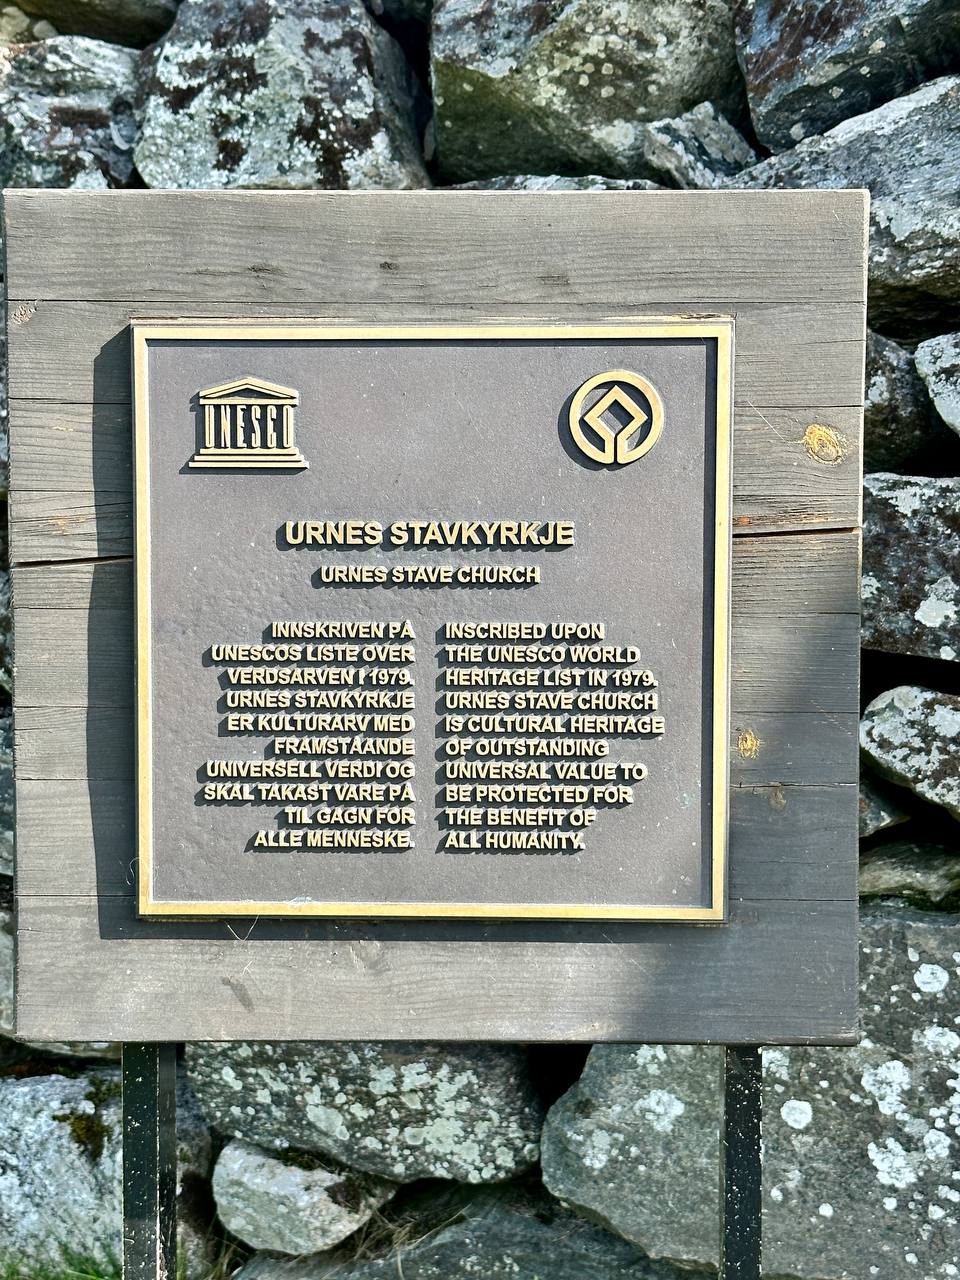 UNESCO
URNES STAVKYRKJE
URNES STAVE CHURCH
INNSKRIVEN PÅ
UNESCOS LISTE OVER
VERDSARVEN I 1979.
URNES STAVKYRKJE
ER KULTURARV MED
FRAMSTÅANDE
UNIVERSELL VERDI OG
SKAL TAKAST VARE PÅ
TIL GAGN FOR
ALLE MENNESKE.
INSCRIBED UPON
THE UNESCO WORLD
HERITAGE LIST IN 1979.
URNES STAVE CHURCH
IS CULTURAL HERITAGE
OF OUTSTANDING
UNIVERSAL VALUE TO
BE PROTECTED FOR
THE BENEFIT OF
ALL HUMANITY.